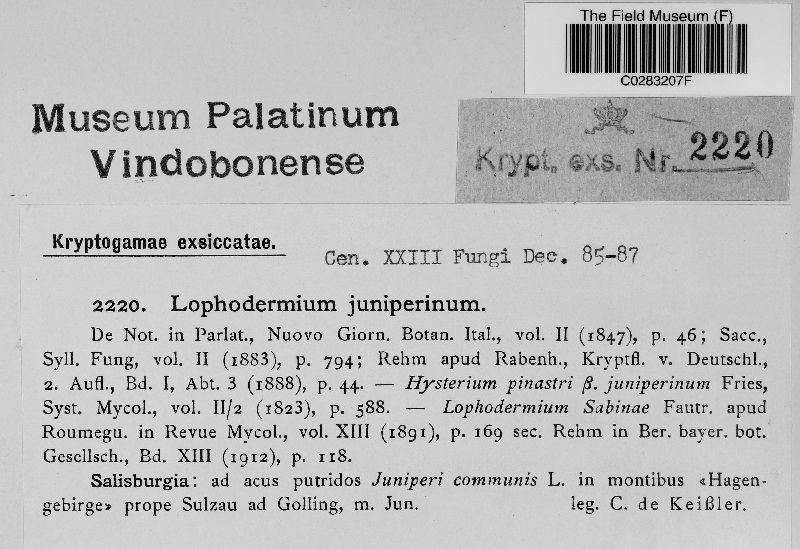 The Field Museum (F)
C0283207F
Museum Palatinum
Vindobonense
Krypt. exs. Nr. 2220
Kryptogamae exsiccatae.
Cen. XXIII Fungi Dec. 85-87
2220. Lophodermium juniperinum.
De Not. in Parlat., Nuovo Giorn. Botan. Ital., vol. II (1847), p. 46; Sacc.,
Syll. Fung, vol. II (1883), p. 794; Rehm apud Rabenh., Kryptfl. v. Deutschl.,
2. Aufl., Bd. I, Abt. 3 (1888), p. 44. — Hysterium pinastri β. juniperinum Fries,
Syst. Mycol., vol. II/2 (1823), p. 588. — Lophodermium Sabinae Fautr. apud
Roumegu. in Revue Mycol., vol. XIII (1891), p. 169 sec. Rehm in Ber. bayer. bot.
Gesellsch., Bd. XIII (1912), p. 118.
Salisburgia: ad acus putridos Juniperi communis L. in montibus «Hagen-
gebirge» prope Sulzau ad Golling, m. Jun. leg. C. de Keißler.